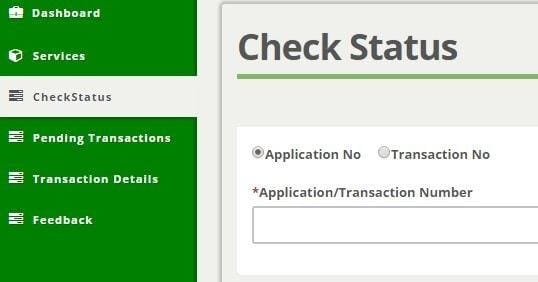 Dashboard
Services
CheckStatus
Pending Transactions
Transaction Details
Feedback
Check Status
Application No Transaction No
*Application/Transaction Number